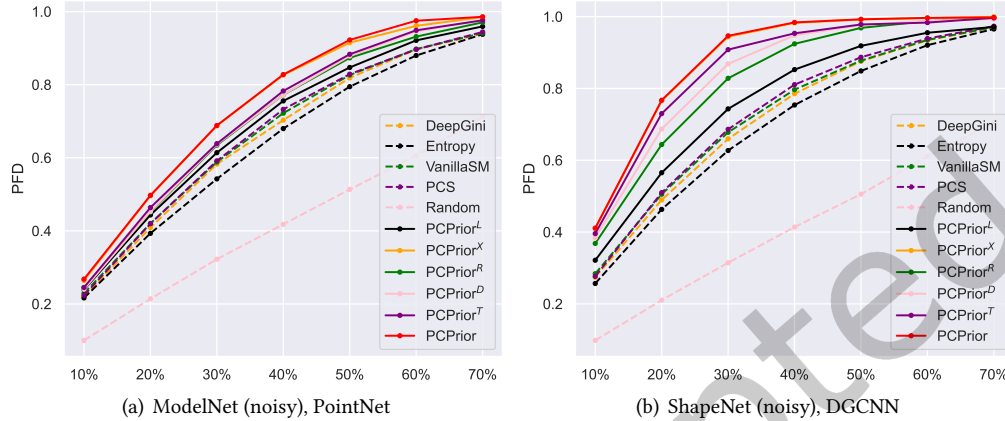 1.0
0.8
0.6
0.4
0.2
PFD
DeepGini
Entropy
VanillaSM
PCS
Random
PCPrior^L
PCPrior^X
PCPrior^R
PCPrior^D
PCPrior^T
PCPrior
10% 20% 30% 40% 50% 60% 70%
(a) ModelNet (noisy), PointNet
1.0
0.8
0.6
0.4
0.2
PFD
DeepGini
Entropy
VanillaSM
PCS
Random
PCPrior^L
PCPrior^X
PCPrior^R
PCPrior^D
PCPrior^T
PCPrior
10% 20% 30% 40% 50% 60% 70%
(b) ShapeNet (noisy), DGCNN